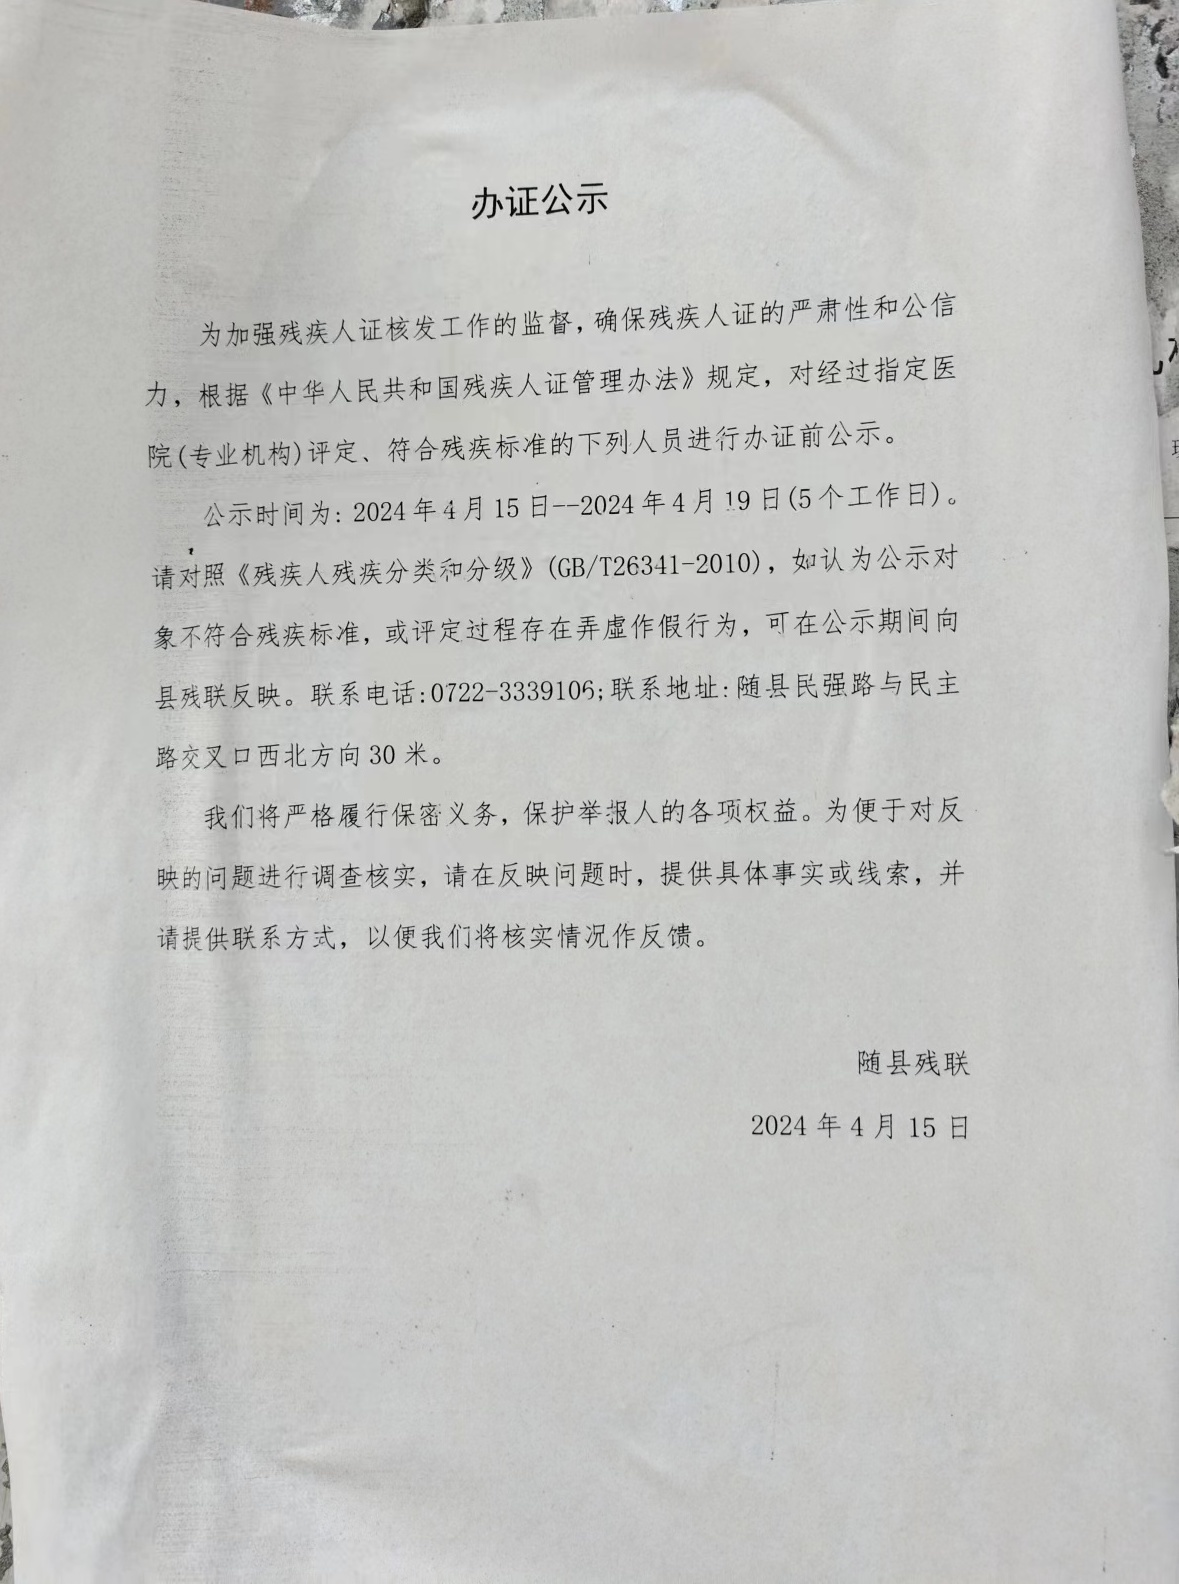 办证公示
为加强残疾人证核发工作的监督，确保残疾人证的严肃性和公信
力，根据《中华人民共和国残疾人证管理办法》规定，对经过指定医
院(专业机构)评定、符合残疾标准的下列人员进行办证前公示。
公示时间为：2024年4月15日--2024年4月19日(5个工作日)。
请对照《残疾人残疾分类和分级》(GB/T26341-2010)，如认为公示对
象不符合残疾标准，或评定过程存在弄虚作假行为，可在公示期间向
县残联反映。联系电话:0722-3339106;联系地址:随县民强路与民主
路交叉口西北方向30米。
我们将严格履行保密义务，保护举报人的各项权益。为便于对反
映的问题进行调查核实，请在反映问题时，提供具体事实或线索，并
请提供联系方式，以便我们将核实情况作反馈。
随县残联
2024年4月15日